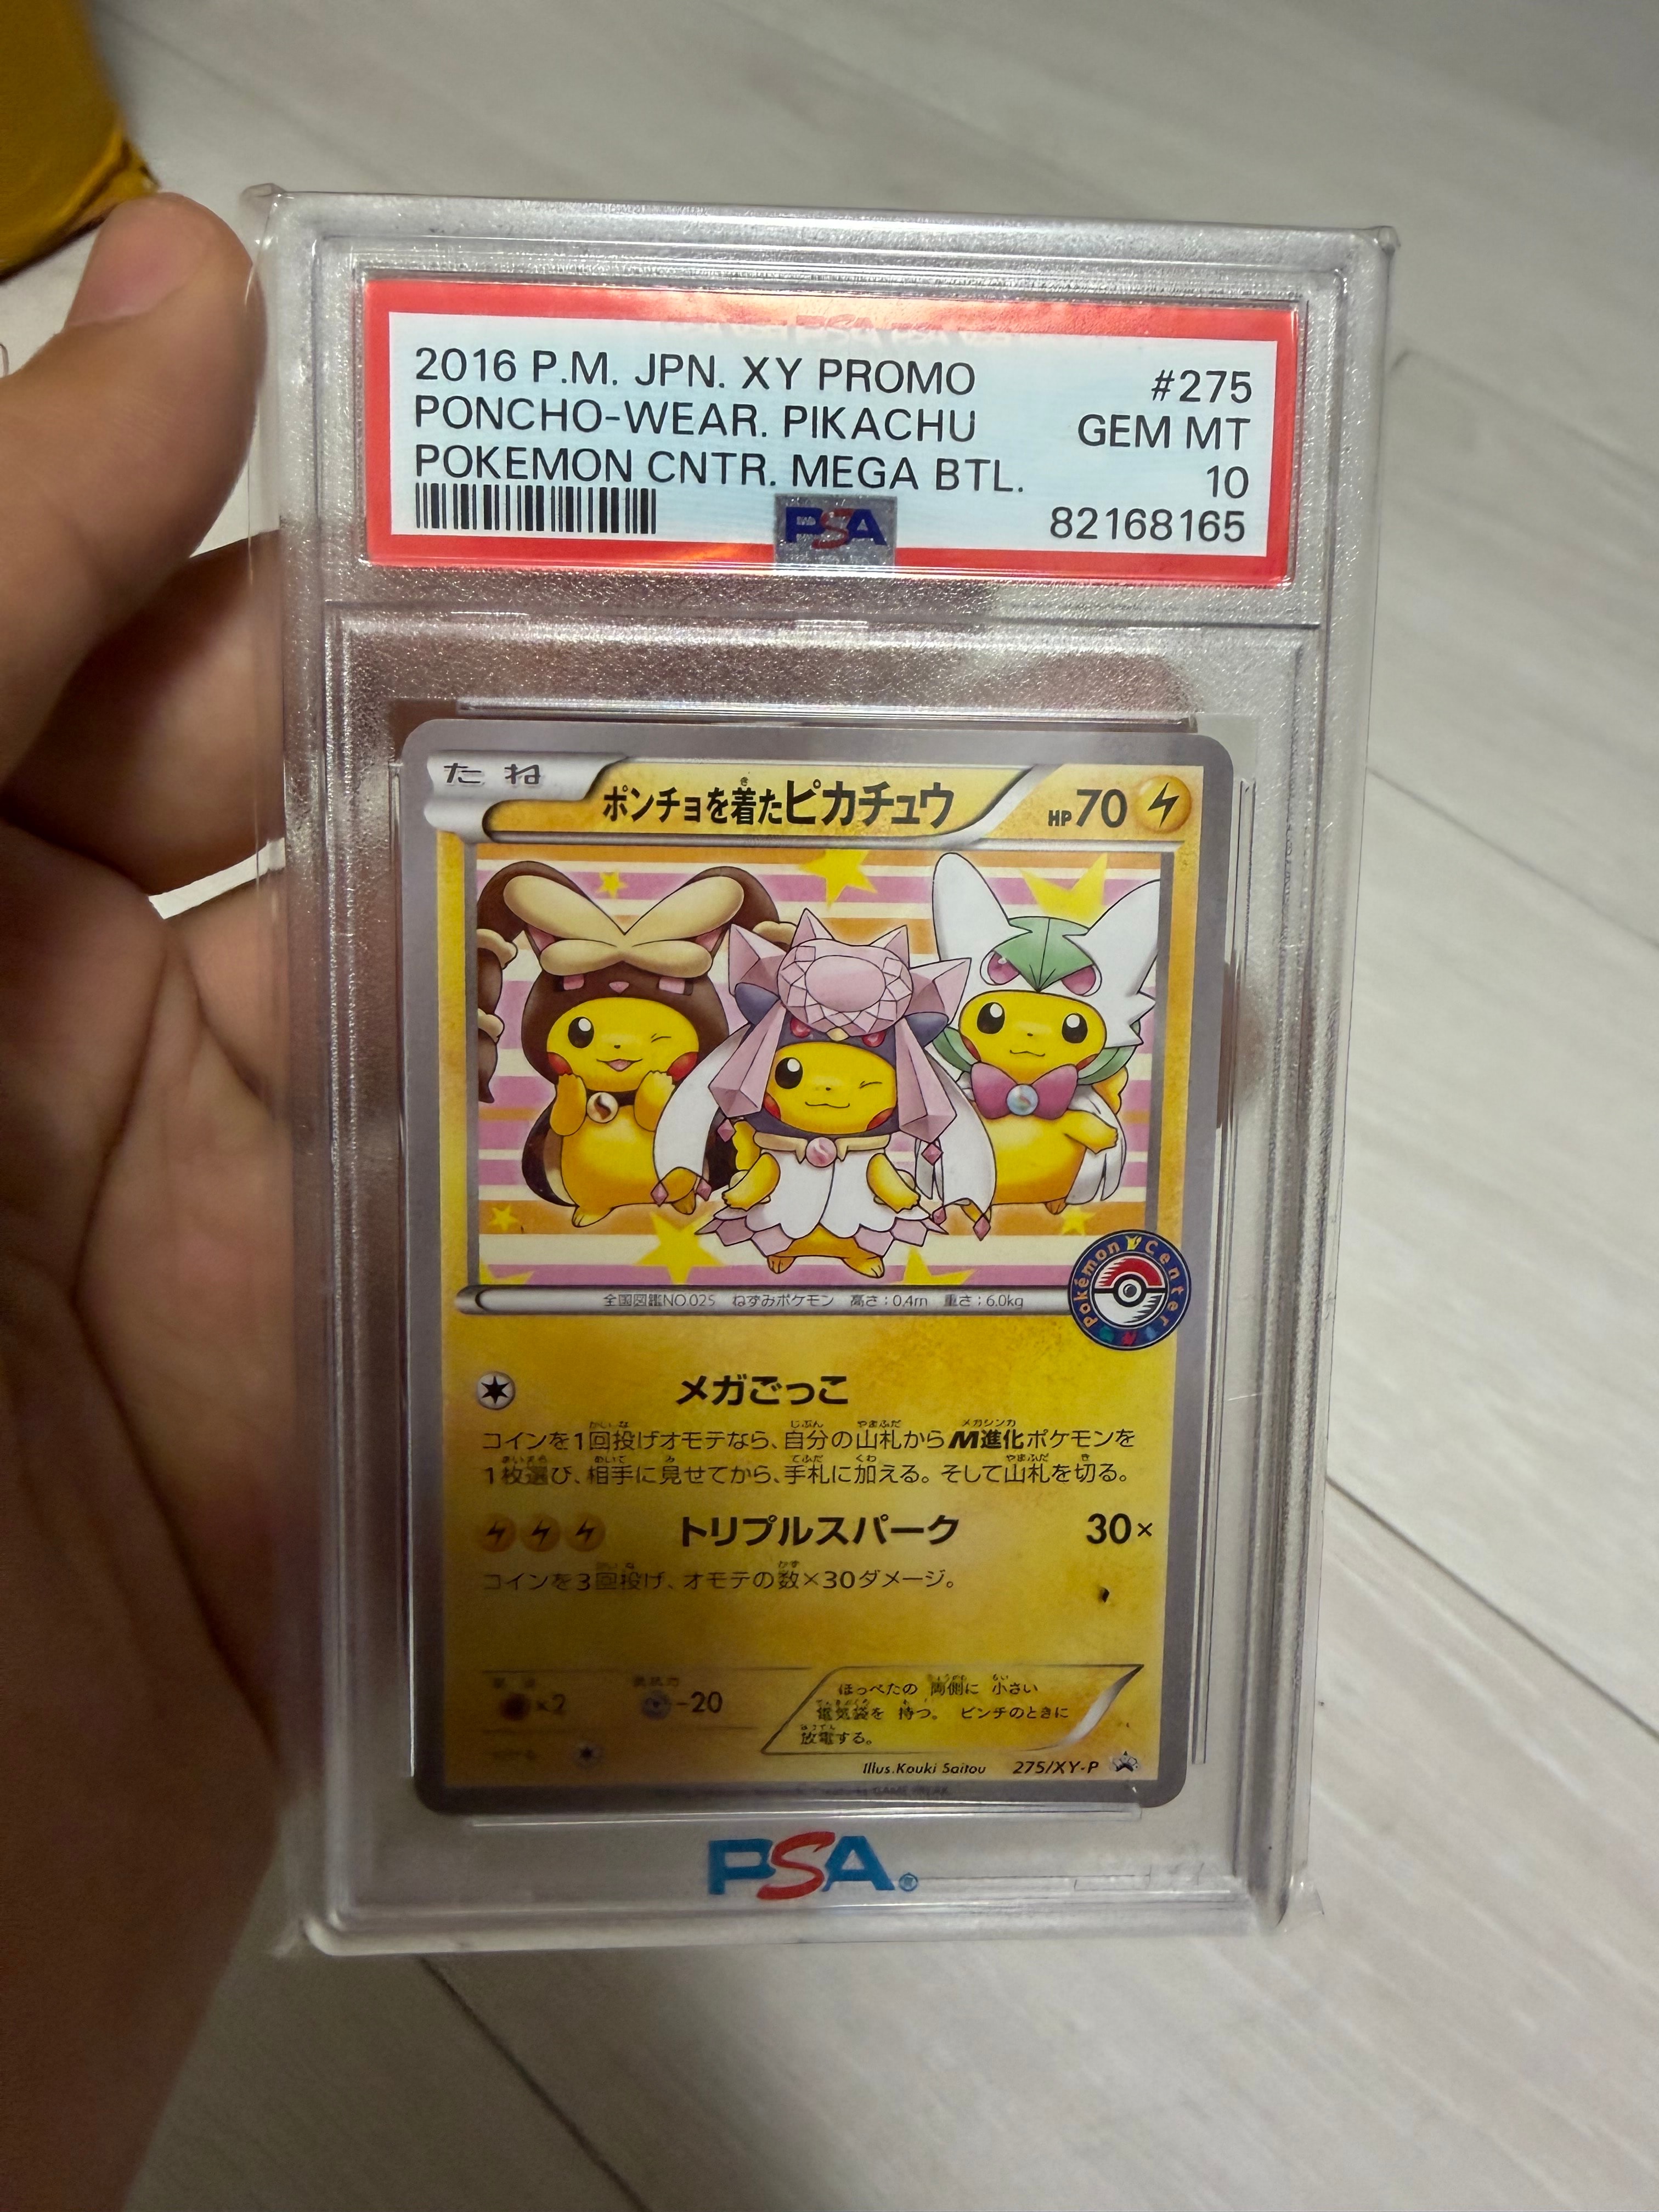 2016 P.M. JPN. XY PROMO #275
PONCHO-WEAR. PIKACHU GEM MT
POKEMON CNTR. MEGA BTL. 10
PSA 82168165
たね ポンチョを着たピカチュウ HP70
全国図鑑NO.025 ねずみポケモン 高さ:0.4m 重さ:6.0kg
Pokémon Center
メガごっこ
コインを1回投げオモテなら、自分の山札からM進化ポケモンを
1枚選び、相手に見せてから、手札に加える。そして山札を切る。
トリプルスパーク 30×
コインを3回投げ、オモテの数×30ダメージ。
×2 -20
ほっぺたの 両側に 小さい
電気袋を 持つ。 ピンチのときに
放電する。
Illus.Kouki Saitou 275/XY-P
PSA®